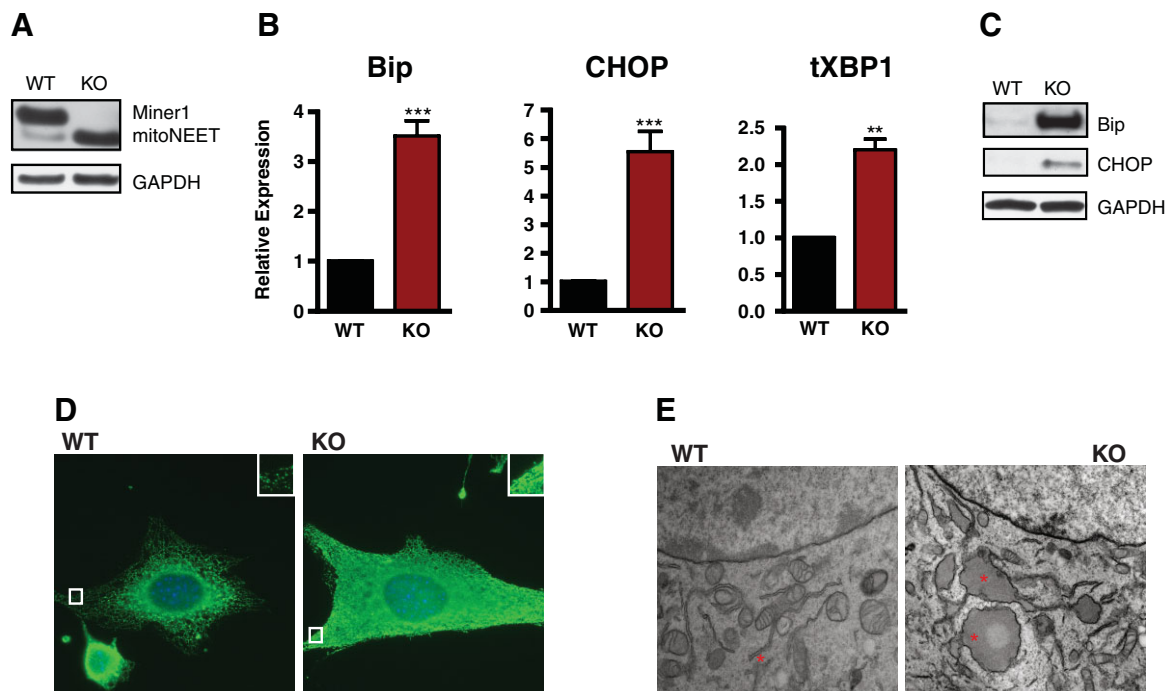 A
WT KO
Miner1
mitoNEET
GAPDH
B
Bip
Relative Expression
4
3
2
1
0
***
WT KO
CHOP
7
6
5
4
3
2
1
0
***
WT KO
tXBP1
2.5
2.0
1.0
0.5
0.0
**
WT KO
C
WT KO
Bip
CHOP
GAPDH
D
WT
KO
E
WT
KO
*
*
*